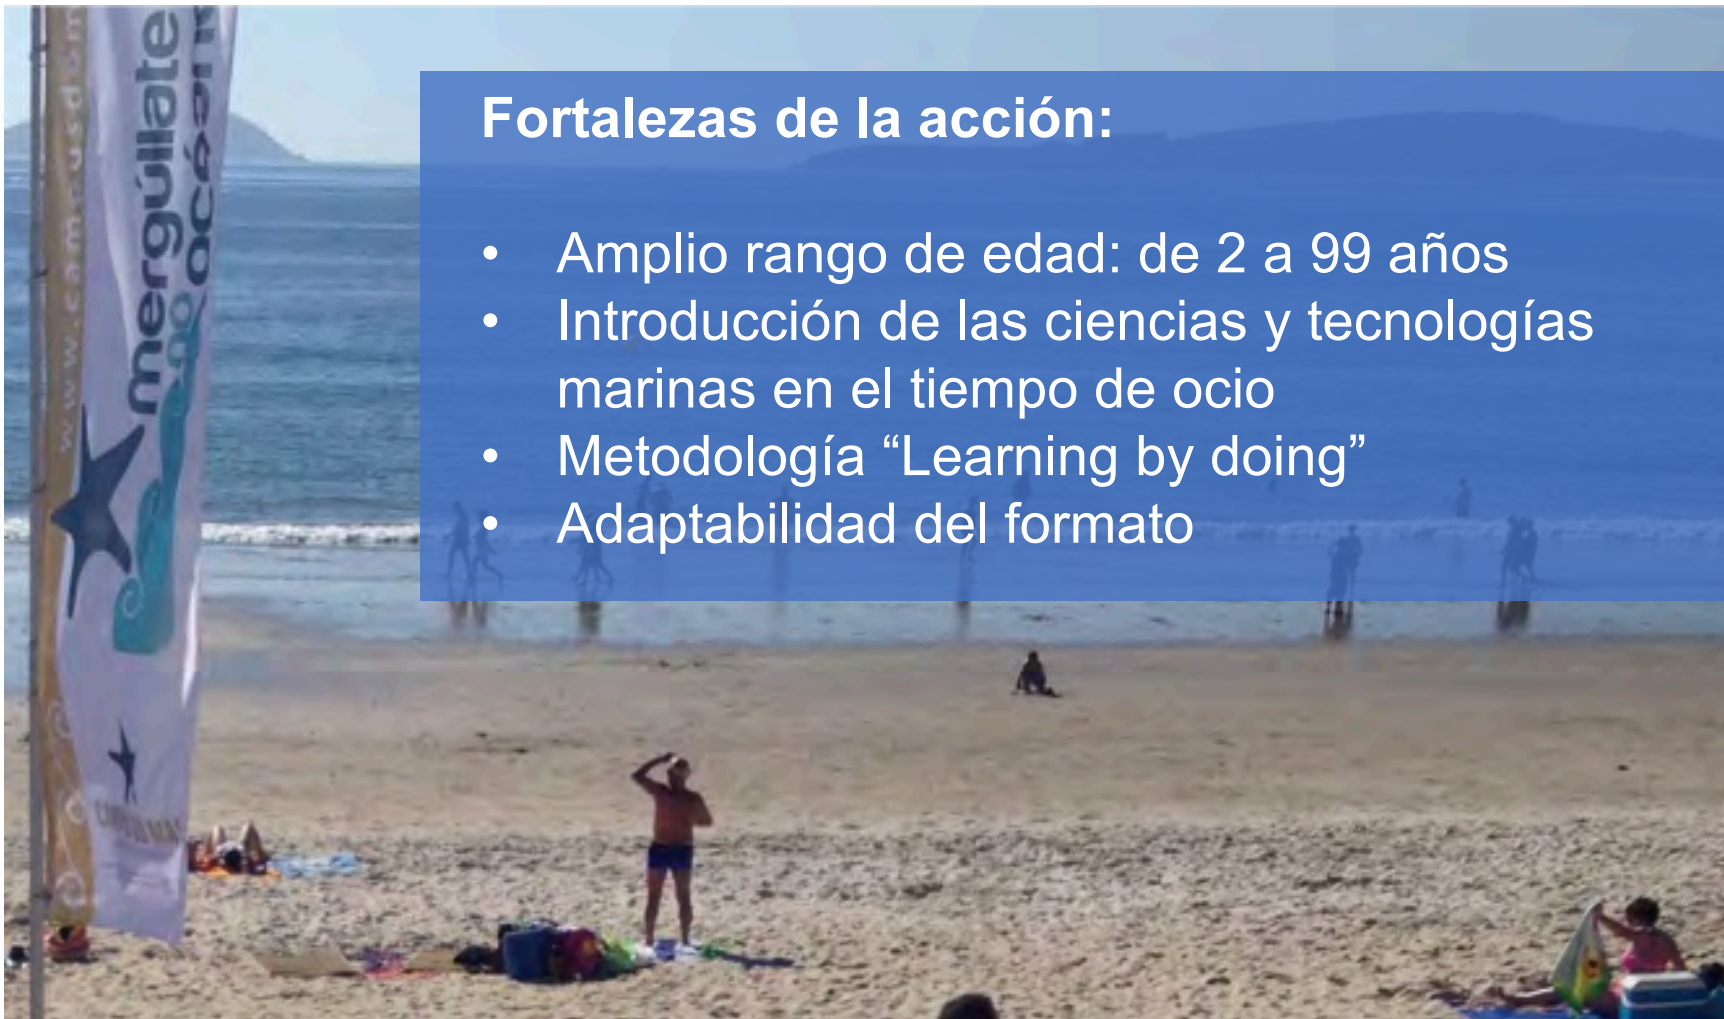 Fortalezas de la acción:
• Amplio rango de edad: de 2 a 99 años
• Introducción de las ciencias y tecnologías
marinas en el tiempo de ocio
• Metodología “Learning by doing”
• Adaptabilidad del formato
mergúllate
no